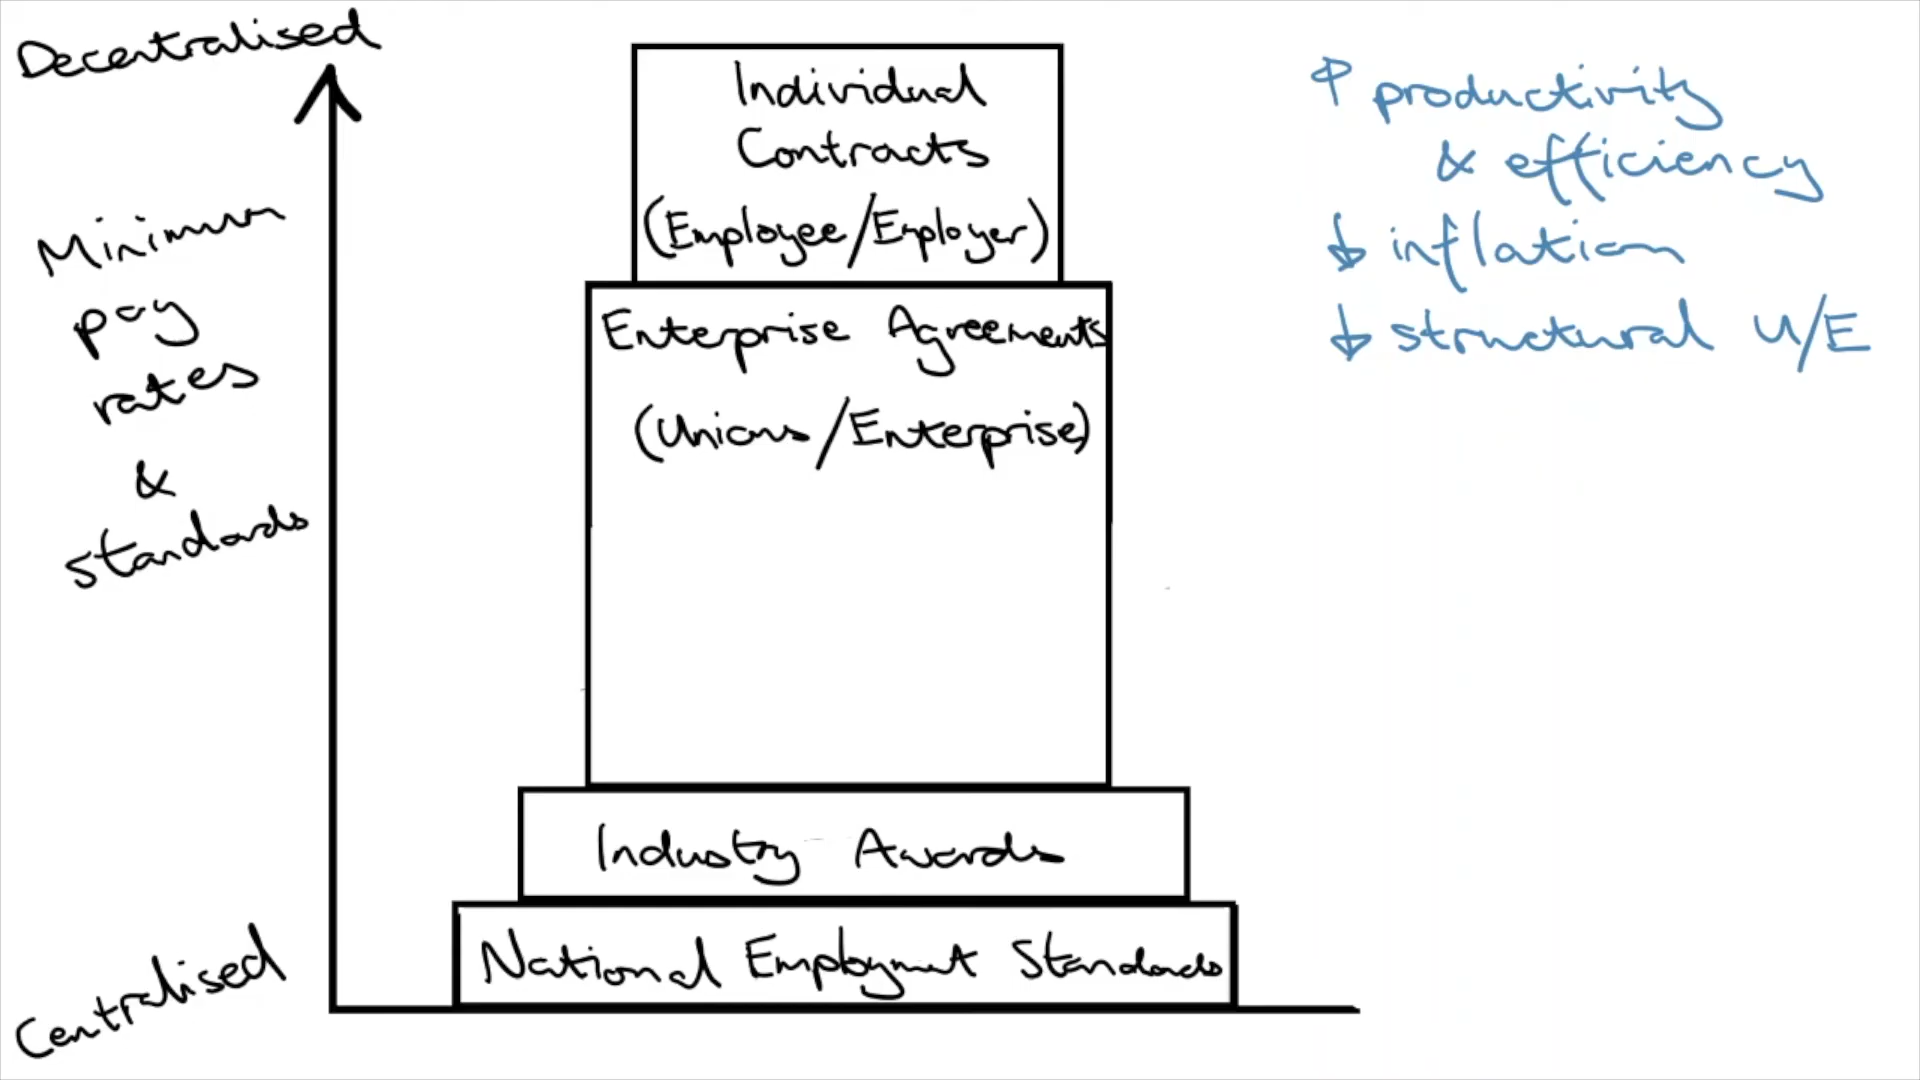 Decentralised
Minimum
pay
rates
&
standards
Centralised
Individual
Contracts
(Employee/Employer)
Enterprise Agreements
(Unions/Enterprise)
Industry Awards
National Employment Standards
↑ productivity
& efficiency
↓ inflation
↓ structural U/E